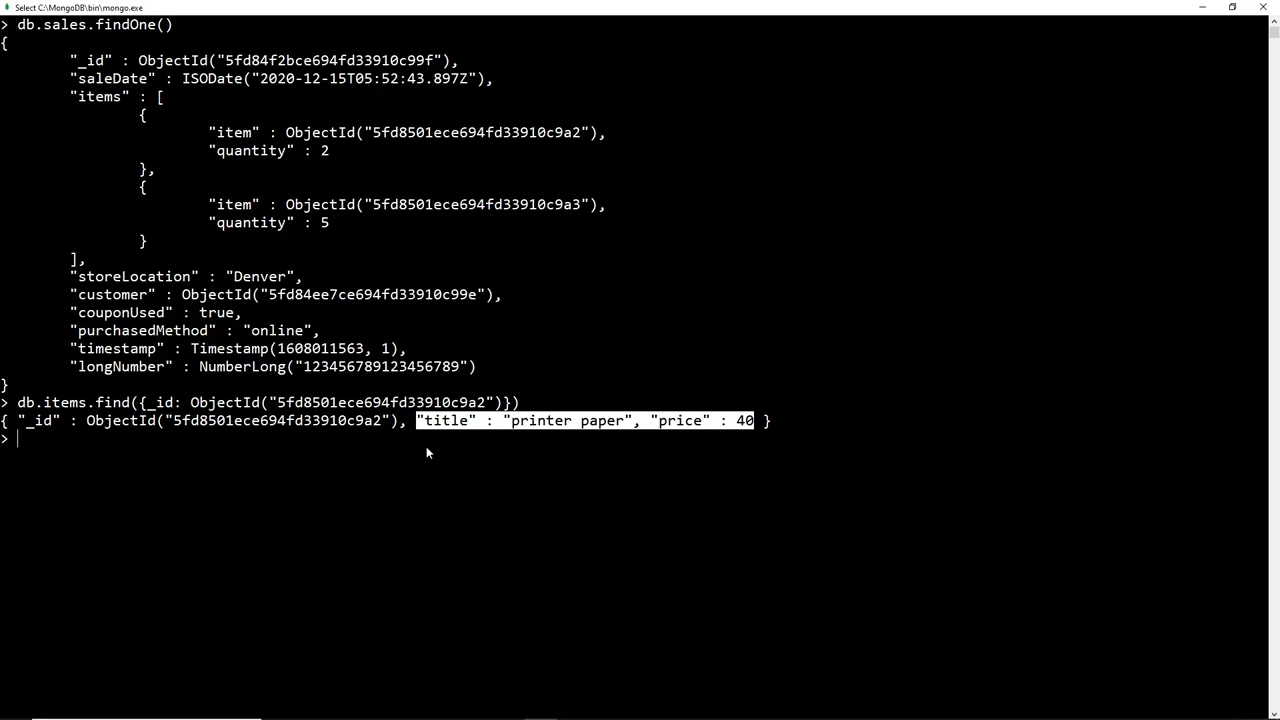 Select C:\MongoDB\bin\mongo.exe
> db.sales.findOne()
{
        "_id" : ObjectId("5fd84f2bce694fd33910c99f"),
        "saleDate" : ISODate("2020-12-15T05:52:43.897Z"),
        "items" : [
                {
                        "item" : ObjectId("5fd8501ece694fd33910c9a2"),
                        "quantity" : 2
                },
                {
                        "item" : ObjectId("5fd8501ece694fd33910c9a3"),
                        "quantity" : 5
                }
        ],
        "storeLocation" : "Denver",
        "customer" : ObjectId("5fd84ee7ce694fd33910c99e"),
        "couponUsed" : true,
        "purchasedMethod" : "online",
        "timestamp" : Timestamp(1608011563, 1),
        "longNumber" : NumberLong("123456789123456789")
}
> db.items.find({_id: ObjectId("5fd8501ece694fd33910c9a2")})
{ "_id" : ObjectId("5fd8501ece694fd33910c9a2"), "title" : "printer paper", "price" : 40 }
>